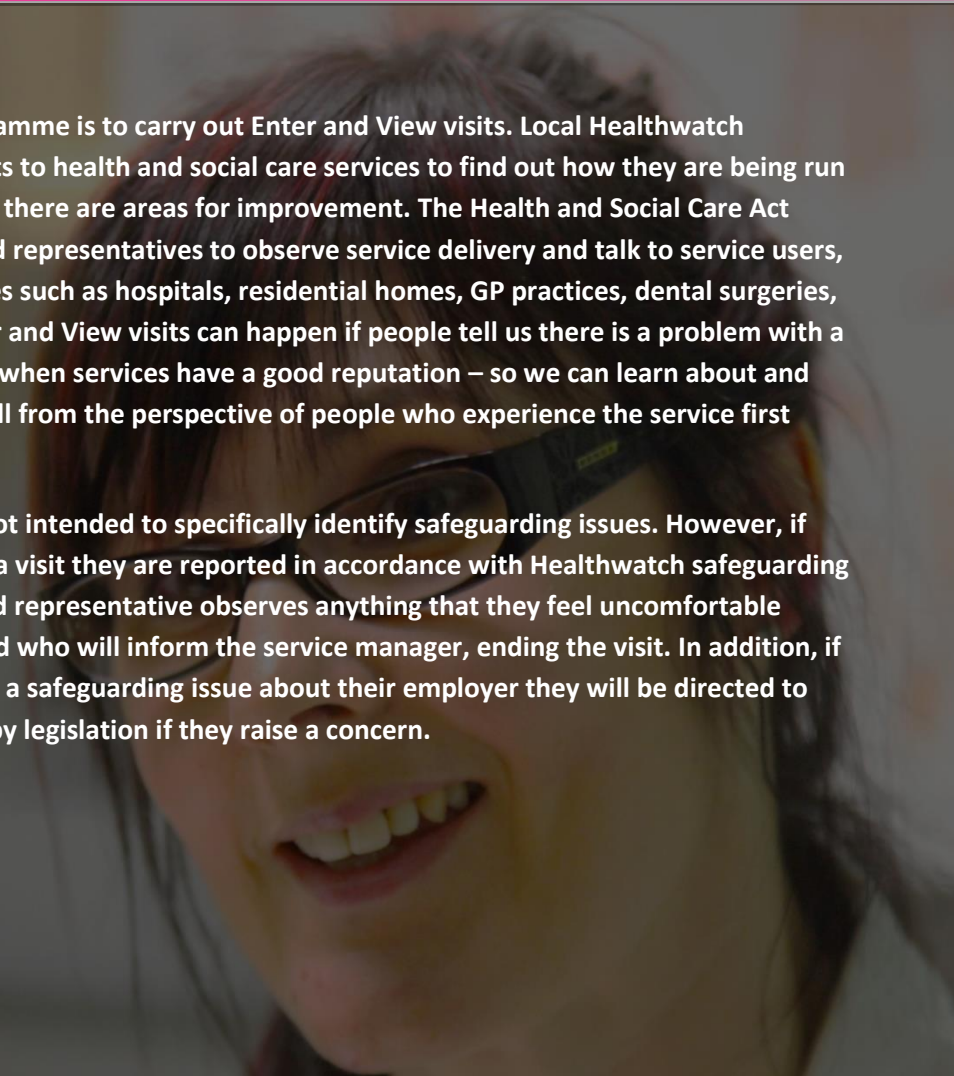 amme is to carry out Enter and View visits. Local Healthwatch
ts to health and social care services to find out how they are being run
there are areas for improvement. The Health and Social Care Act
d representatives to observe service delivery and talk to service users,
es such as hospitals, residential homes, GP practices, dental surgeries,
r and View visits can happen if people tell us there is a problem with a
when services have a good reputation – so we can learn about and
ll from the perspective of people who experience the service first
ot intended to specifically identify safeguarding issues. However, if
a visit they are reported in accordance with Healthwatch safeguarding
d representative observes anything that they feel uncomfortable
d who will inform the service manager, ending the visit. In addition, if
a safeguarding issue about their employer they will be directed to
by legislation if they raise a concern.